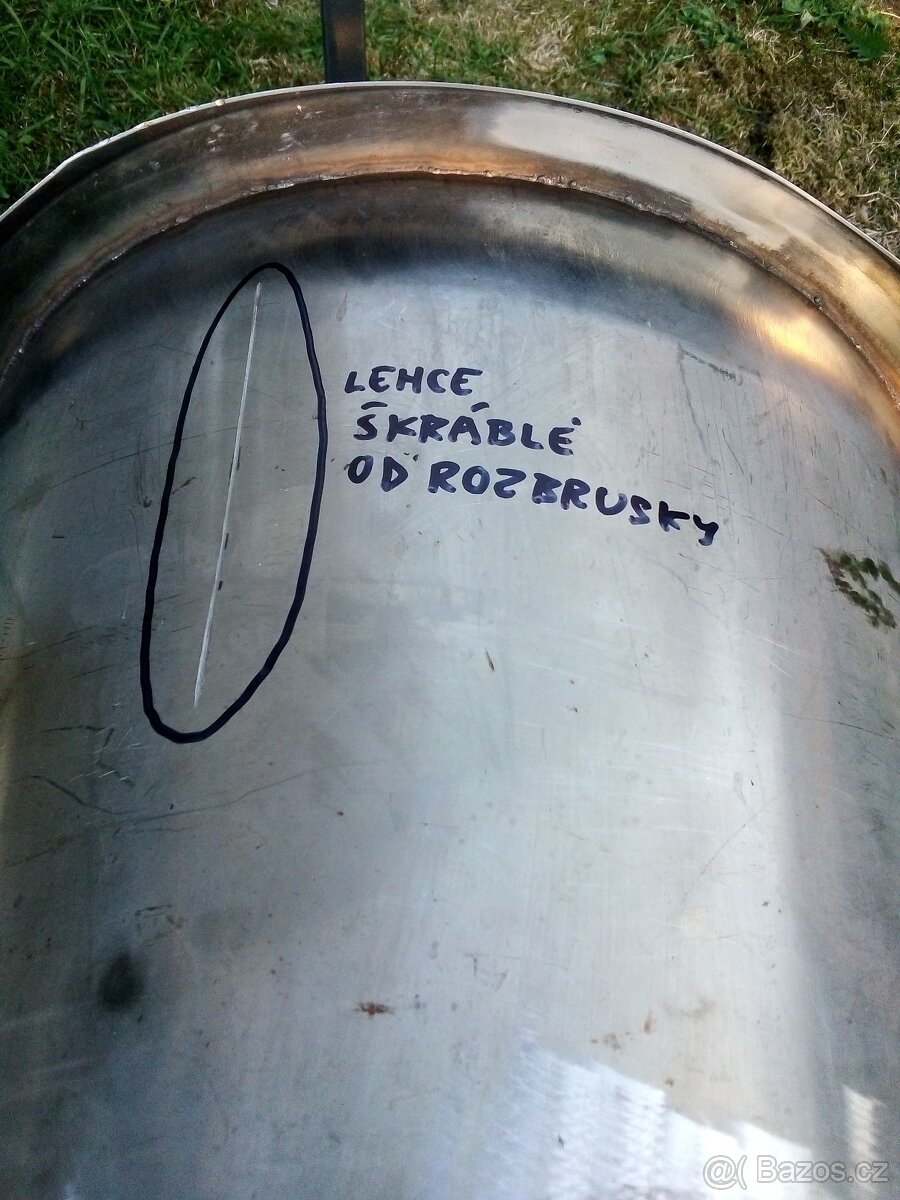 LEHCE
ŠKRÁBLÉ
OD ROZBRUSKY
@( Bazos.cz